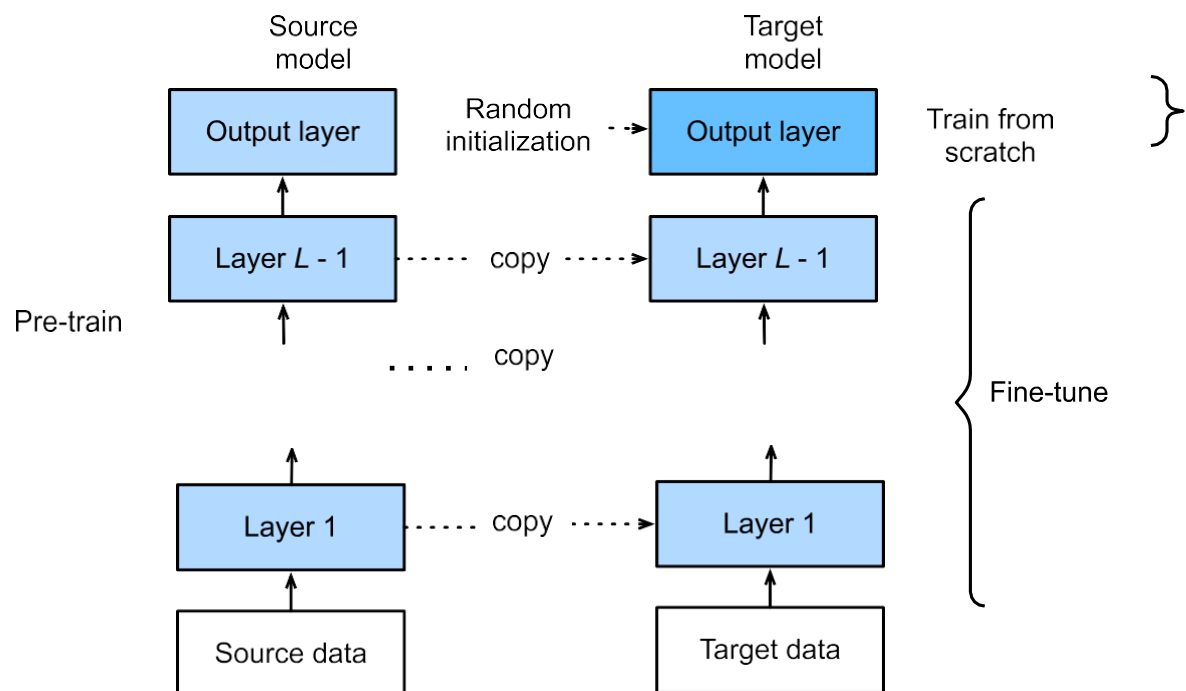 Source
model
Target
model
Output layer
Random
initialization
Output layer
Train from
scratch
Layer L - 1
copy
Layer L - 1
Pre-train
copy
Fine-tune
Layer 1
copy
Layer 1
Source data
Target data